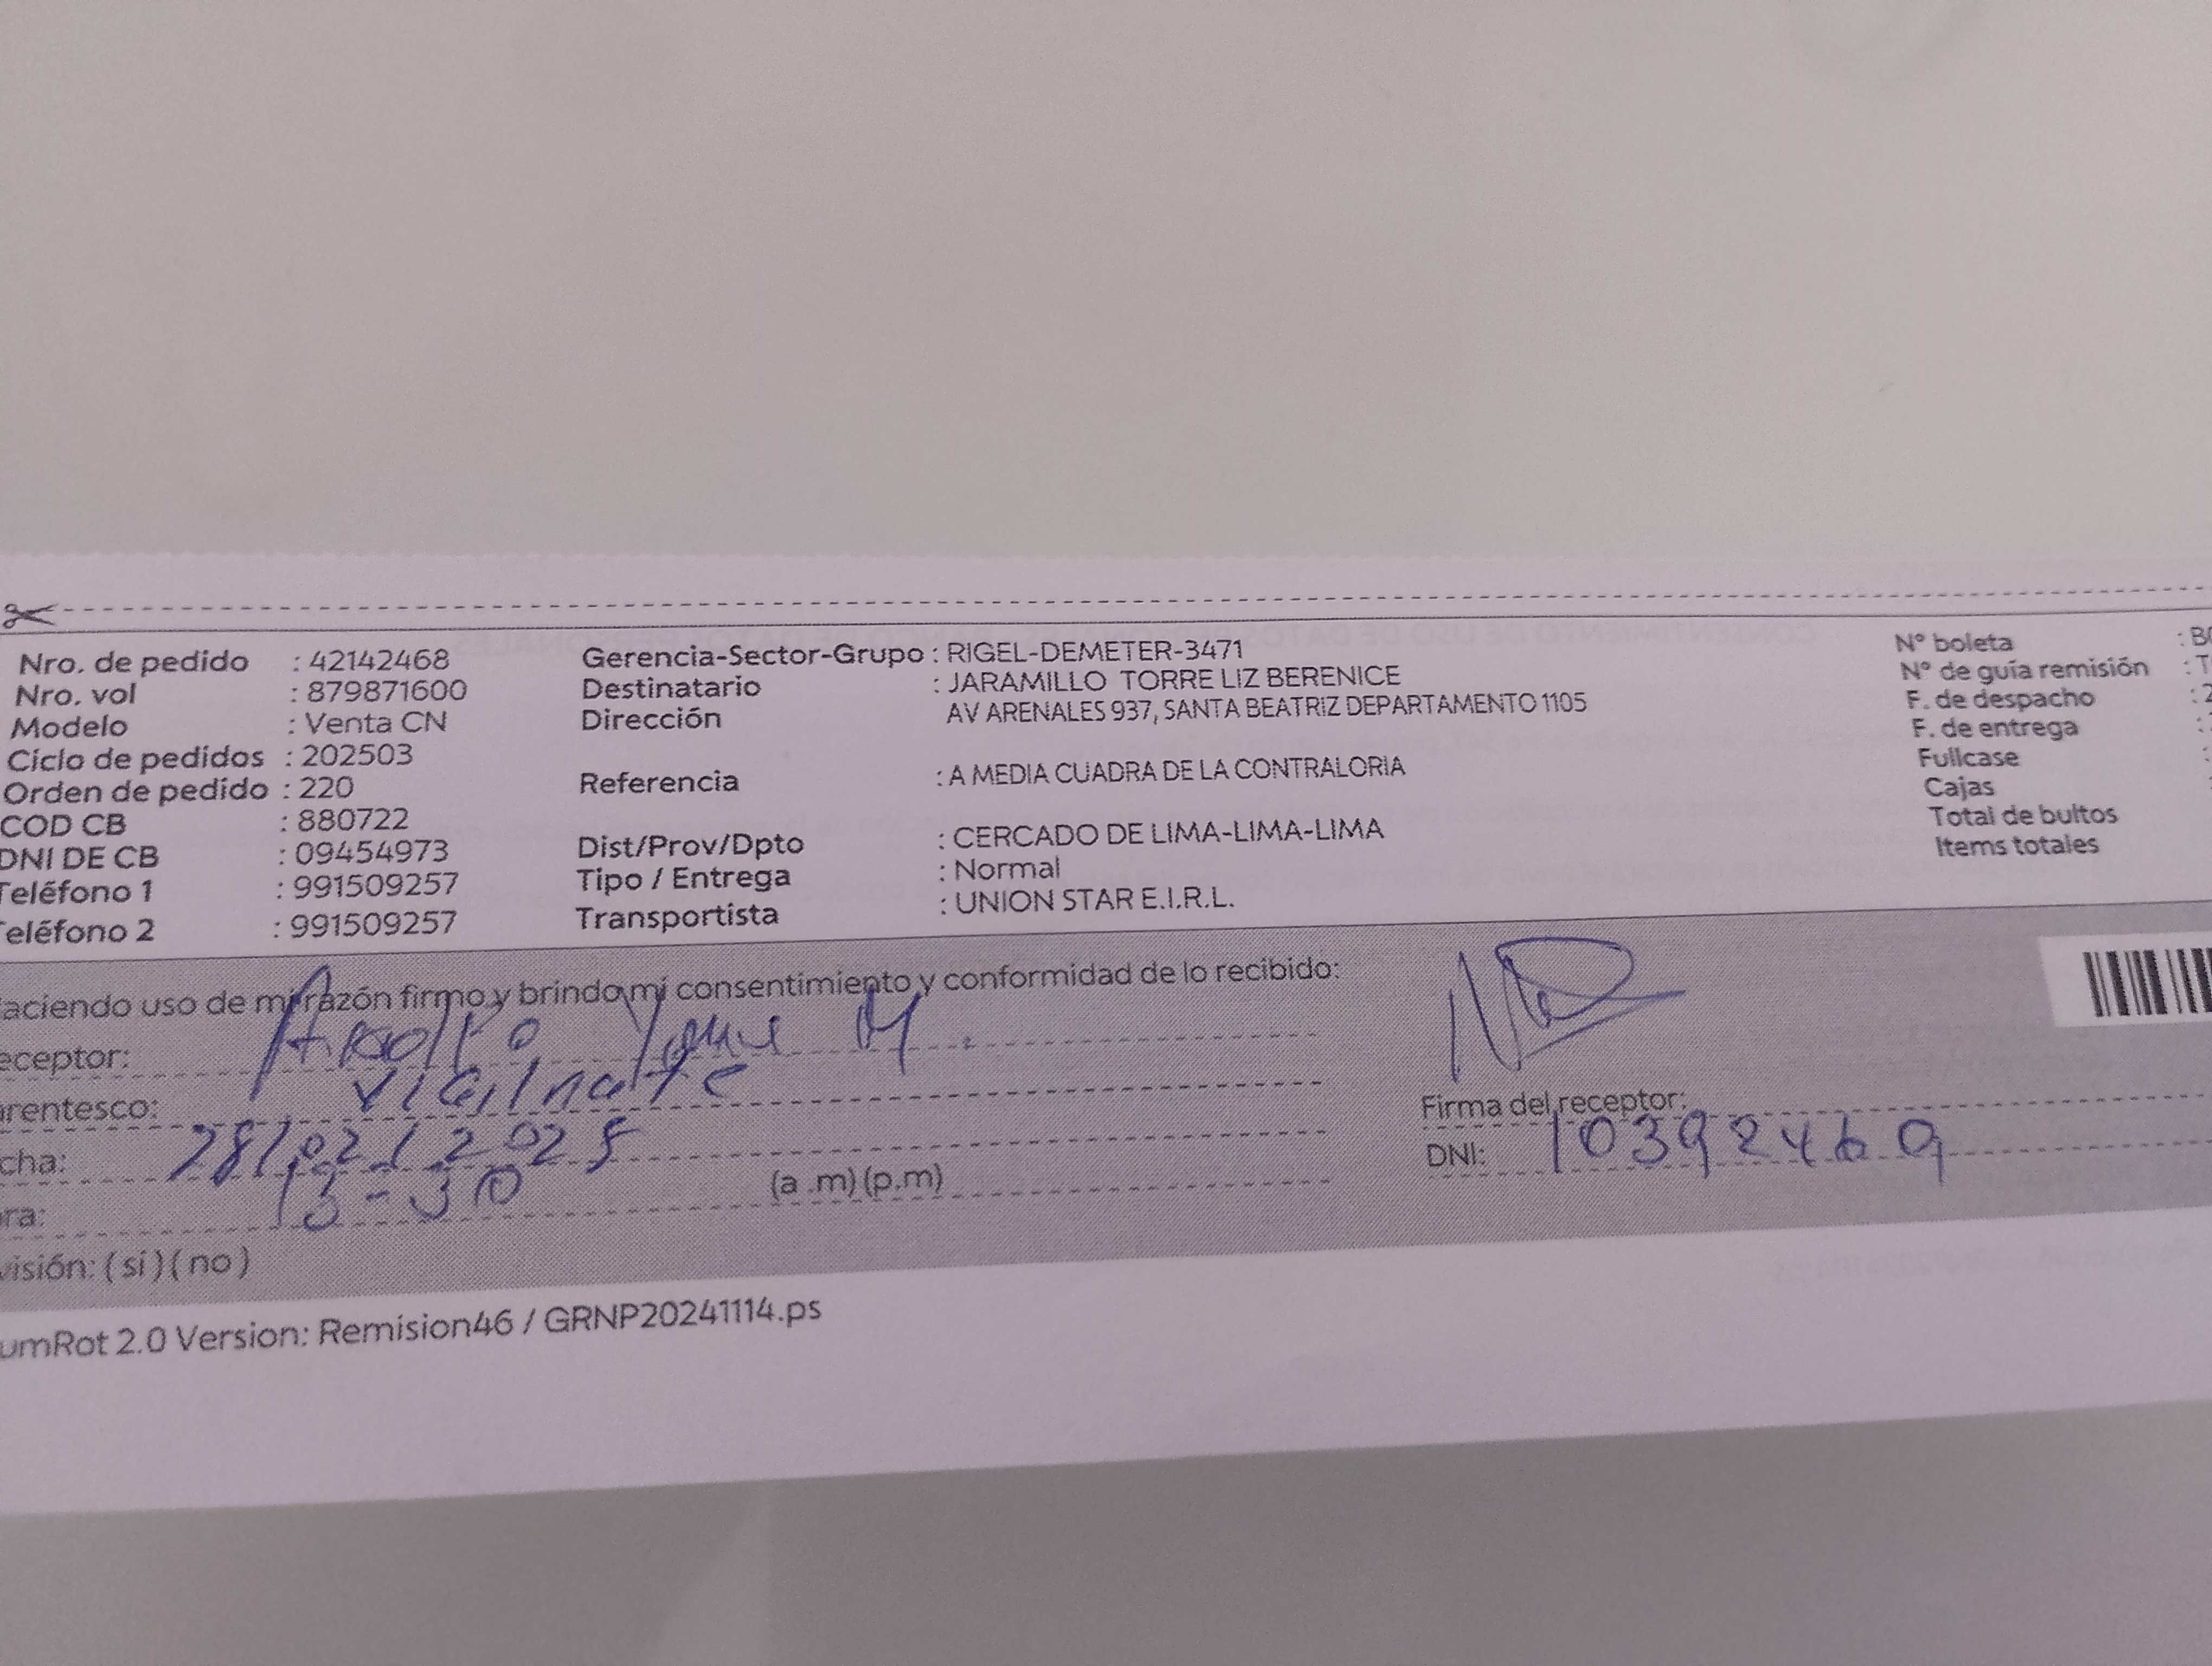 Nro. de pedido : 42142468
Nro. vol : 879871600
Modelo : Venta CN
Ciclo de pedidos : 202503
Orden de pedido : 220
COD CB : 880722
DNI DE CB : 09454973
Teléfono 1 : 991509257
Teléfono 2 : 991509257
Gerencia-Sector-Grupo : RIGEL-DEMETER-3471
Destinatario : JARAMILLO TORRE LIZ BERENICE
Dirección AV ARENALES 937, SANTA BEATRIZ DEPARTAMENTO 1105
Referencia : A MEDIA CUADRA DE LA CONTRALORIA
Dist/Prov/Dpto : CERCADO DE LIMA-LIMA-LIMA
Tipo / Entrega : Normal
Transportista : UNION STAR E.I.R.L.
N° boleta
N° de guía remisión
F. de despacho
F. de entrega
Fullcase
Cajas
Total de bultos
Items totales
aciendo uso de mi razón firmo y brindo mi consentimiento y conformidad de lo recibido:
eceptor: M.
rentesco: vigilnate
cha: 28/02/2025
ra: 13-30 (a .m) (p.m)
visión: ( si ) ( no )
Firma del receptor:
DNI: 10392469
umRot 2.0 Version: Remision46 / GRNP20241114.ps